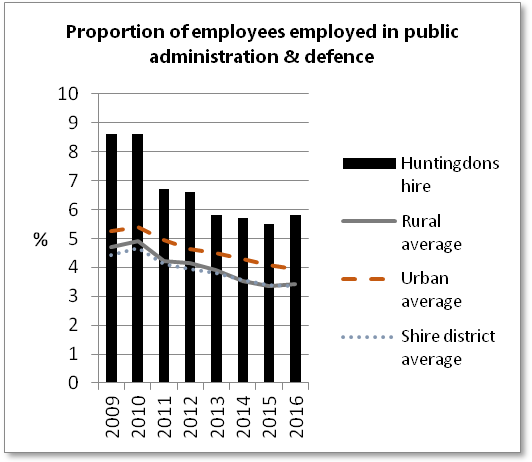 Proportion of employees employed in public
administration & defence
10
9
8
7
6
5
4
3
2
1
0
%
2009
2010
2011
2012
2013
2014
2015
2016
Huntingdons
hire
Rural
average
Urban
average
Shire district
average